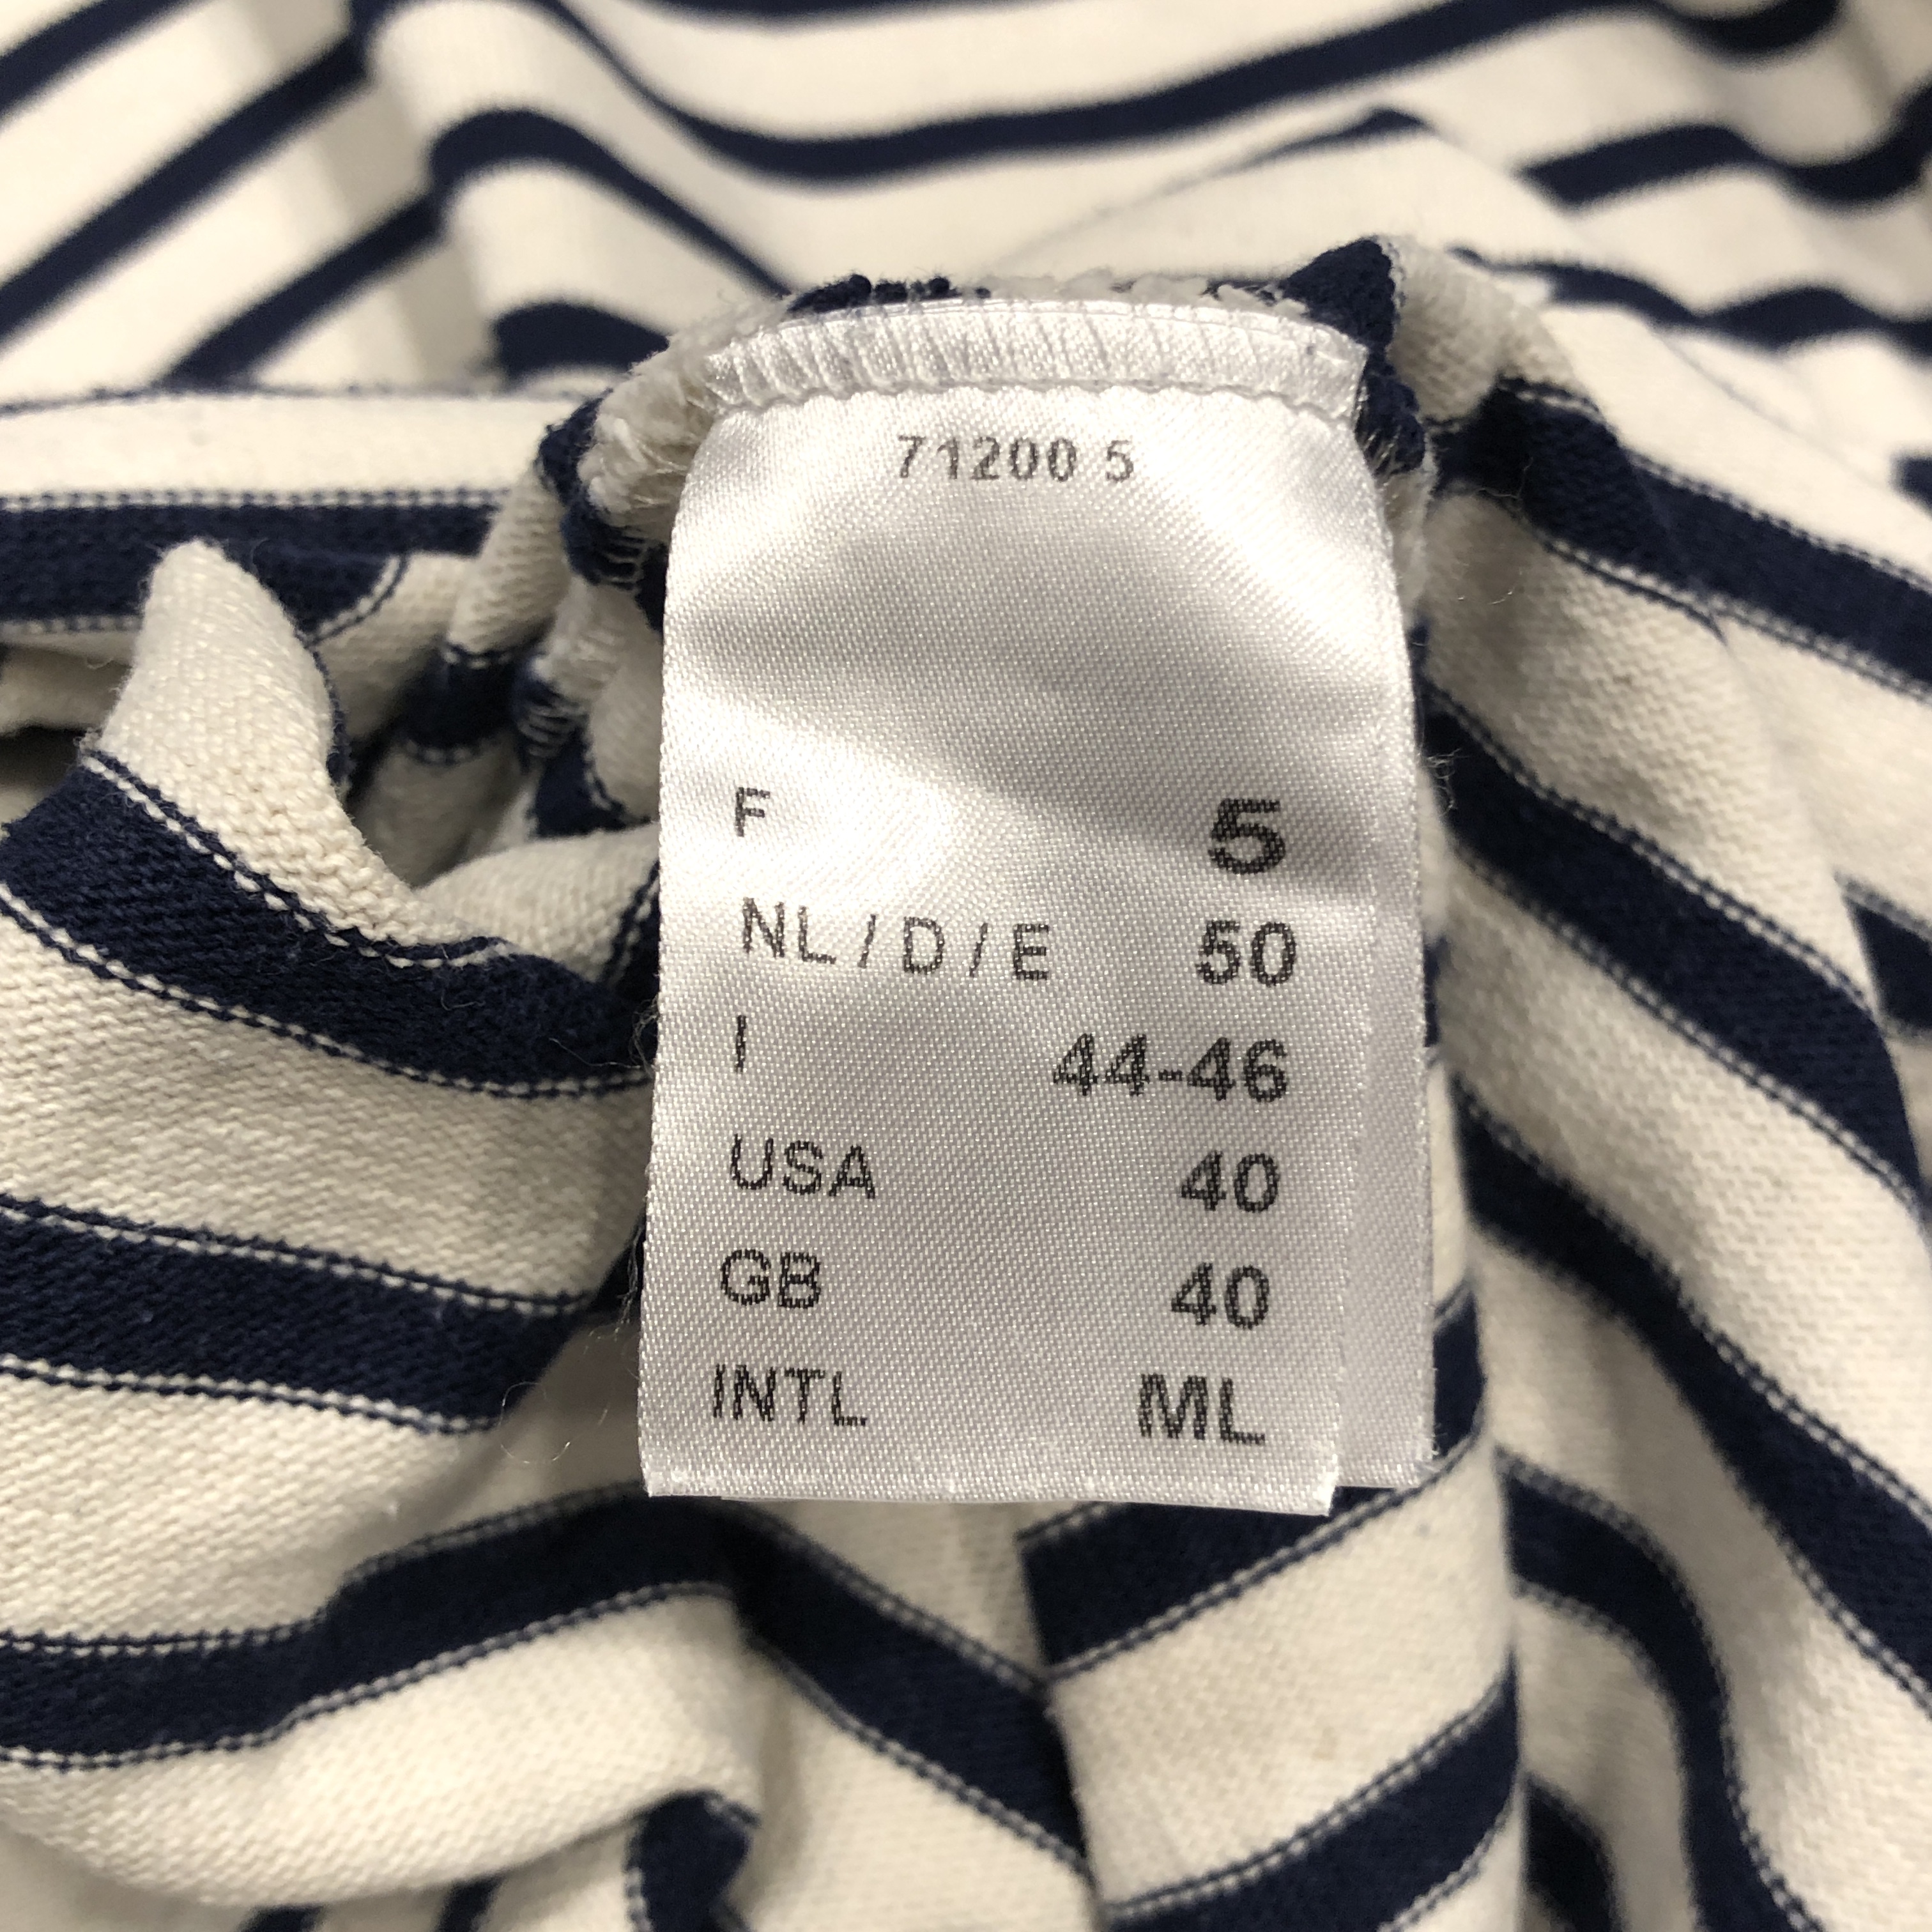 71200 5
F 5
NL / D / E 50
I 44-46
USA 40
GB 40
INTL ML